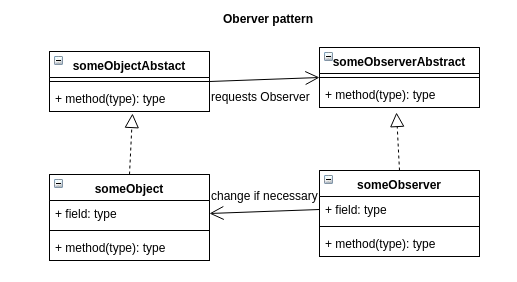 Oberver pattern
someObjectAbstact
+ method(type): type
requests Observer
someObserverAbstract
+ method(type): type
someObject
+ field: type
+ method(type): type
change if necessary
someObserver
+ field: type
+ method(type): type